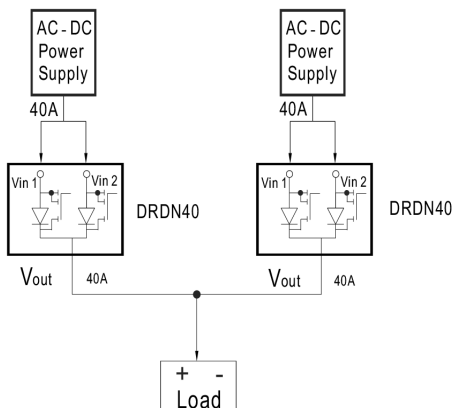 AC - DC
Power
Supply
AC - DC
Power
Supply
40A
40A
Vin 1
Vin 2
DRDN40
Vin 1
Vin 2
DRDN40
Vout
40A
Vout
40A
+ -
Load